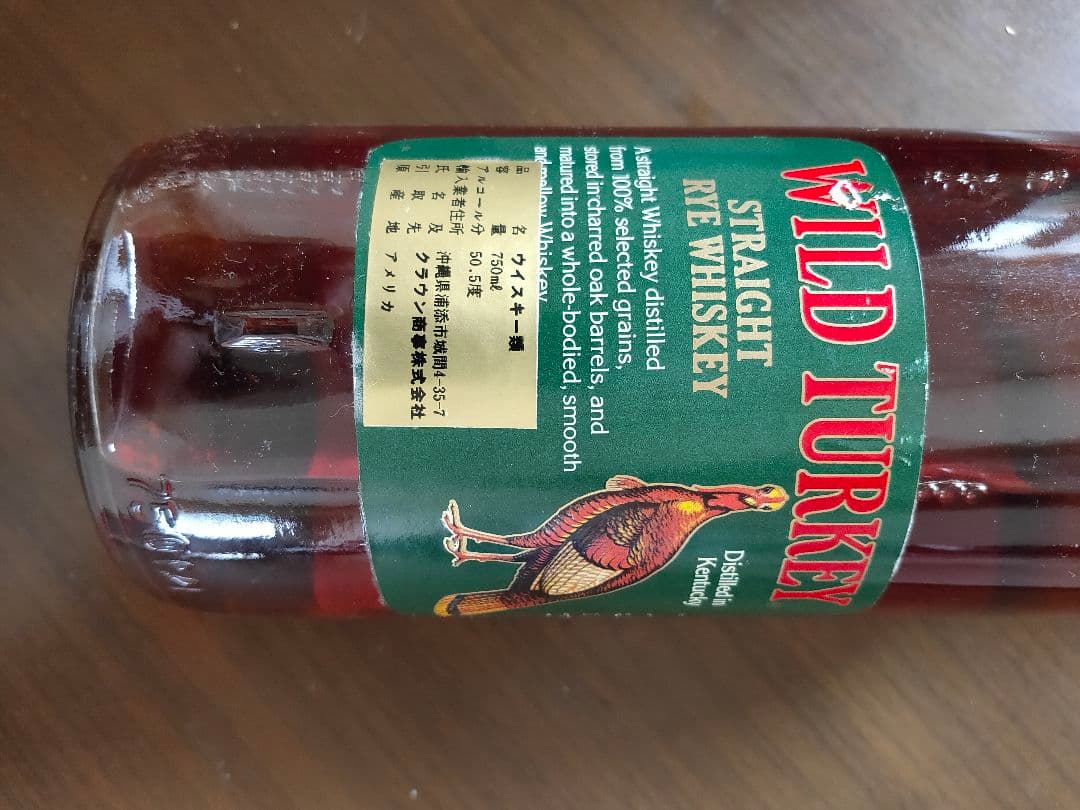 WILD TURKEY
STRAIGHT
RYE WHISKEY
A straight Whiskey distilled
from 100% selected grains,
stored in charred oak barrels, and
matured into a whole-bodied, smooth
and mellow Whiskey
Distilled in
Kentucky
品名 ウイスキー類
容量 750ml
アルコール分 50.5度
輸入業者住所 沖縄県浦添市城間4-35-7
氏名及 クラウン商事株式会社
引取先
原産地 アメリカ